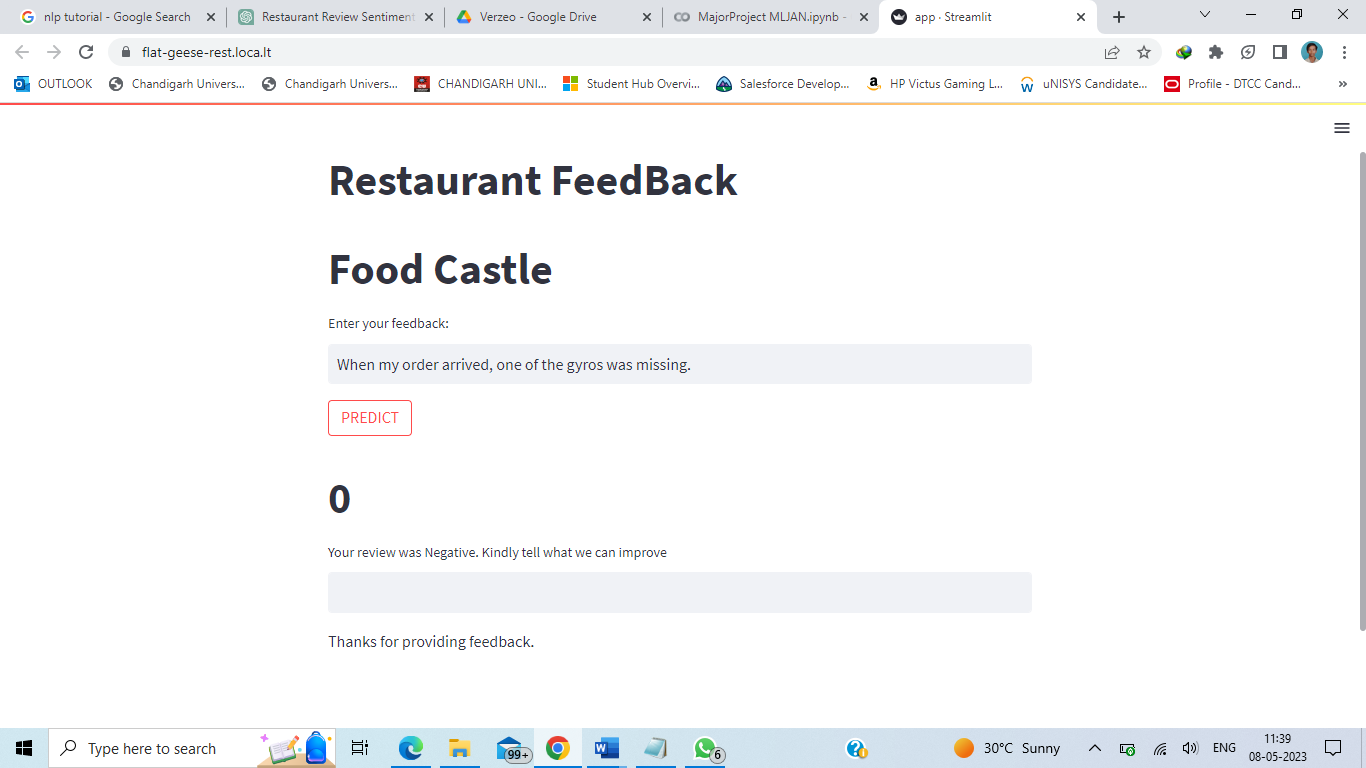 nlp tutorial - Google Search
Restaurant Review Sentiment
Verzeo - Google Drive
MajorProject MLJAN.ipynb -
app · Streamlit
flat-geese-rest.loca.lt
OUTLOOK
Chandigarh Univers...
Chandigarh Univers...
CHANDIGARH UNI...
Student Hub Overvi...
Salesforce Develop...
HP Victus Gaming L...
uNISYS Candidate...
Profile - DTCC Cand...
Restaurant FeedBack
Food Castle
Enter your feedback:
When my order arrived, one of the gyros was missing.
PREDICT
0
Your review was Negative. Kindly tell what we can improve
Thanks for providing feedback.
Type here to search
99+
6
30°C Sunny
ENG
11:39
08-05-2023